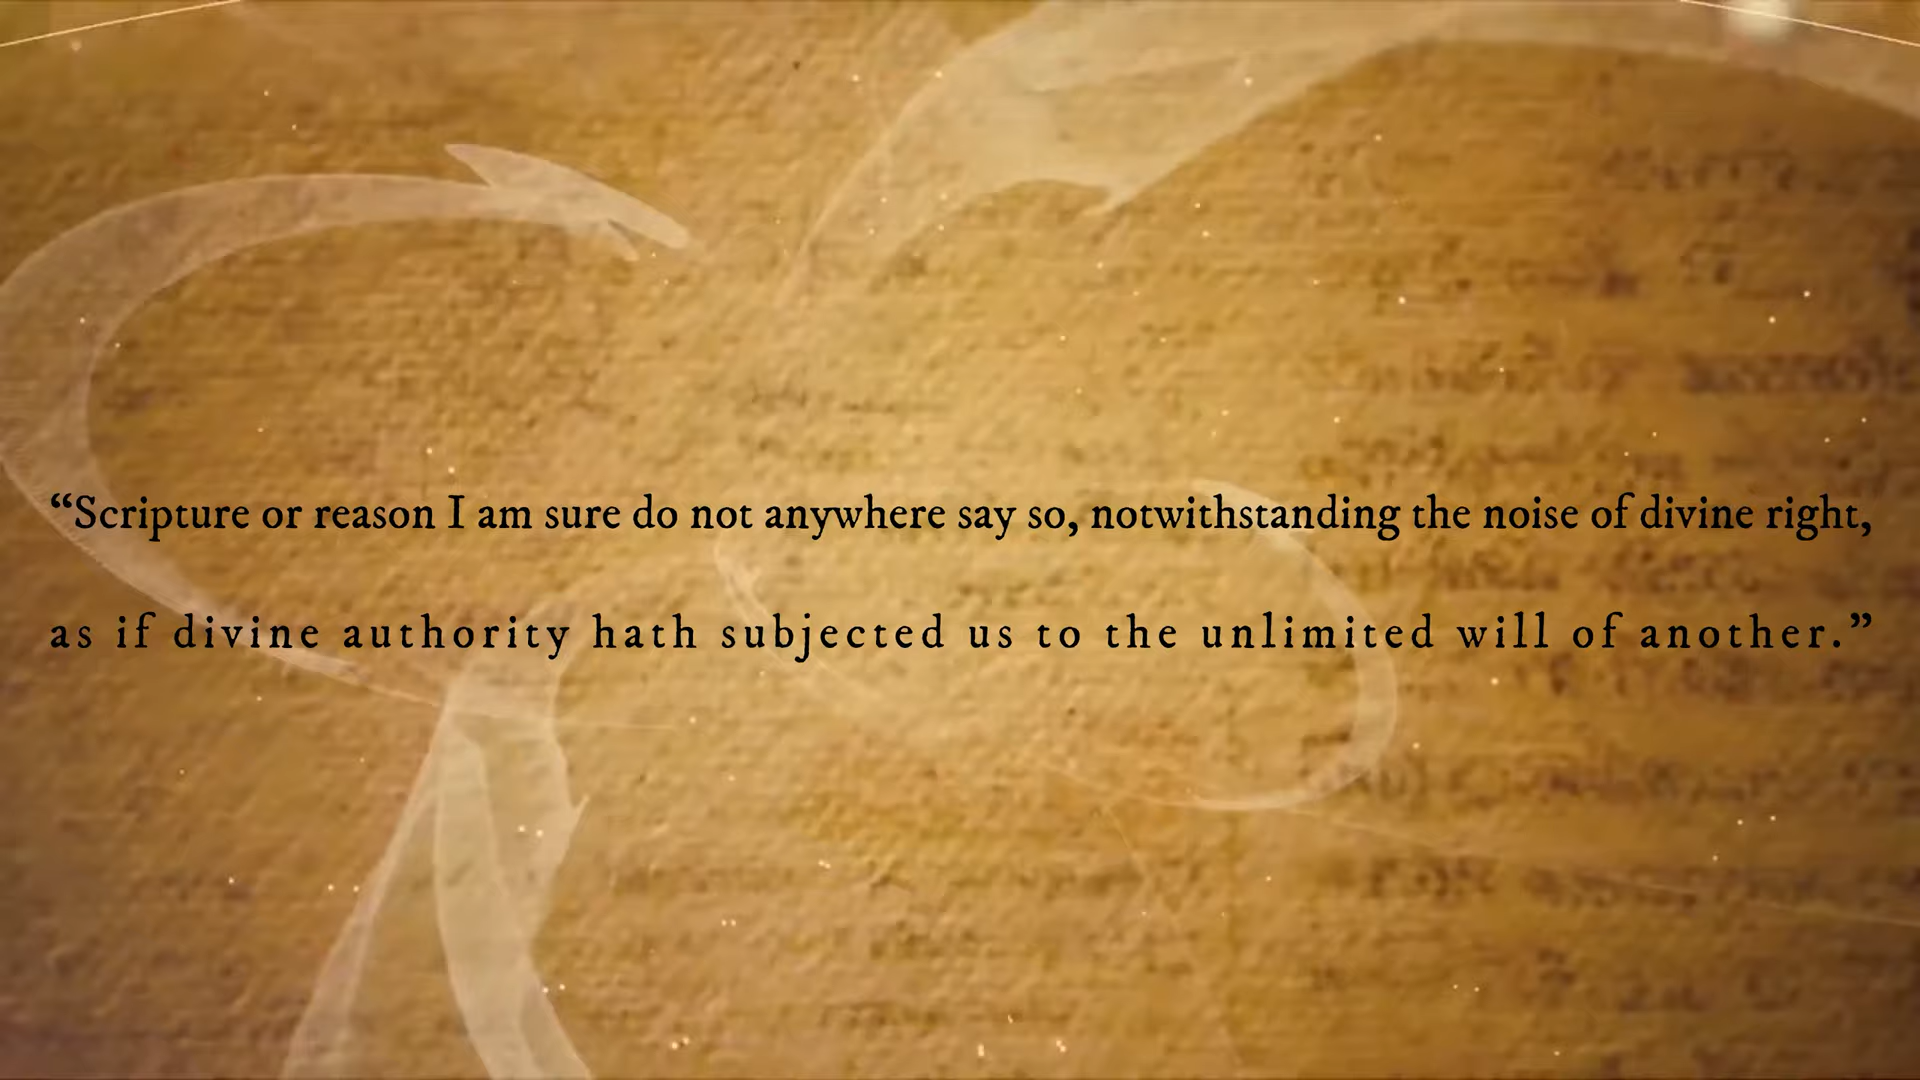 “Scripture or reason I am sure do not anywhere say so, notwithstanding the noise of divine right,
as if divine authority hath subjected us to the unlimited will of another.”